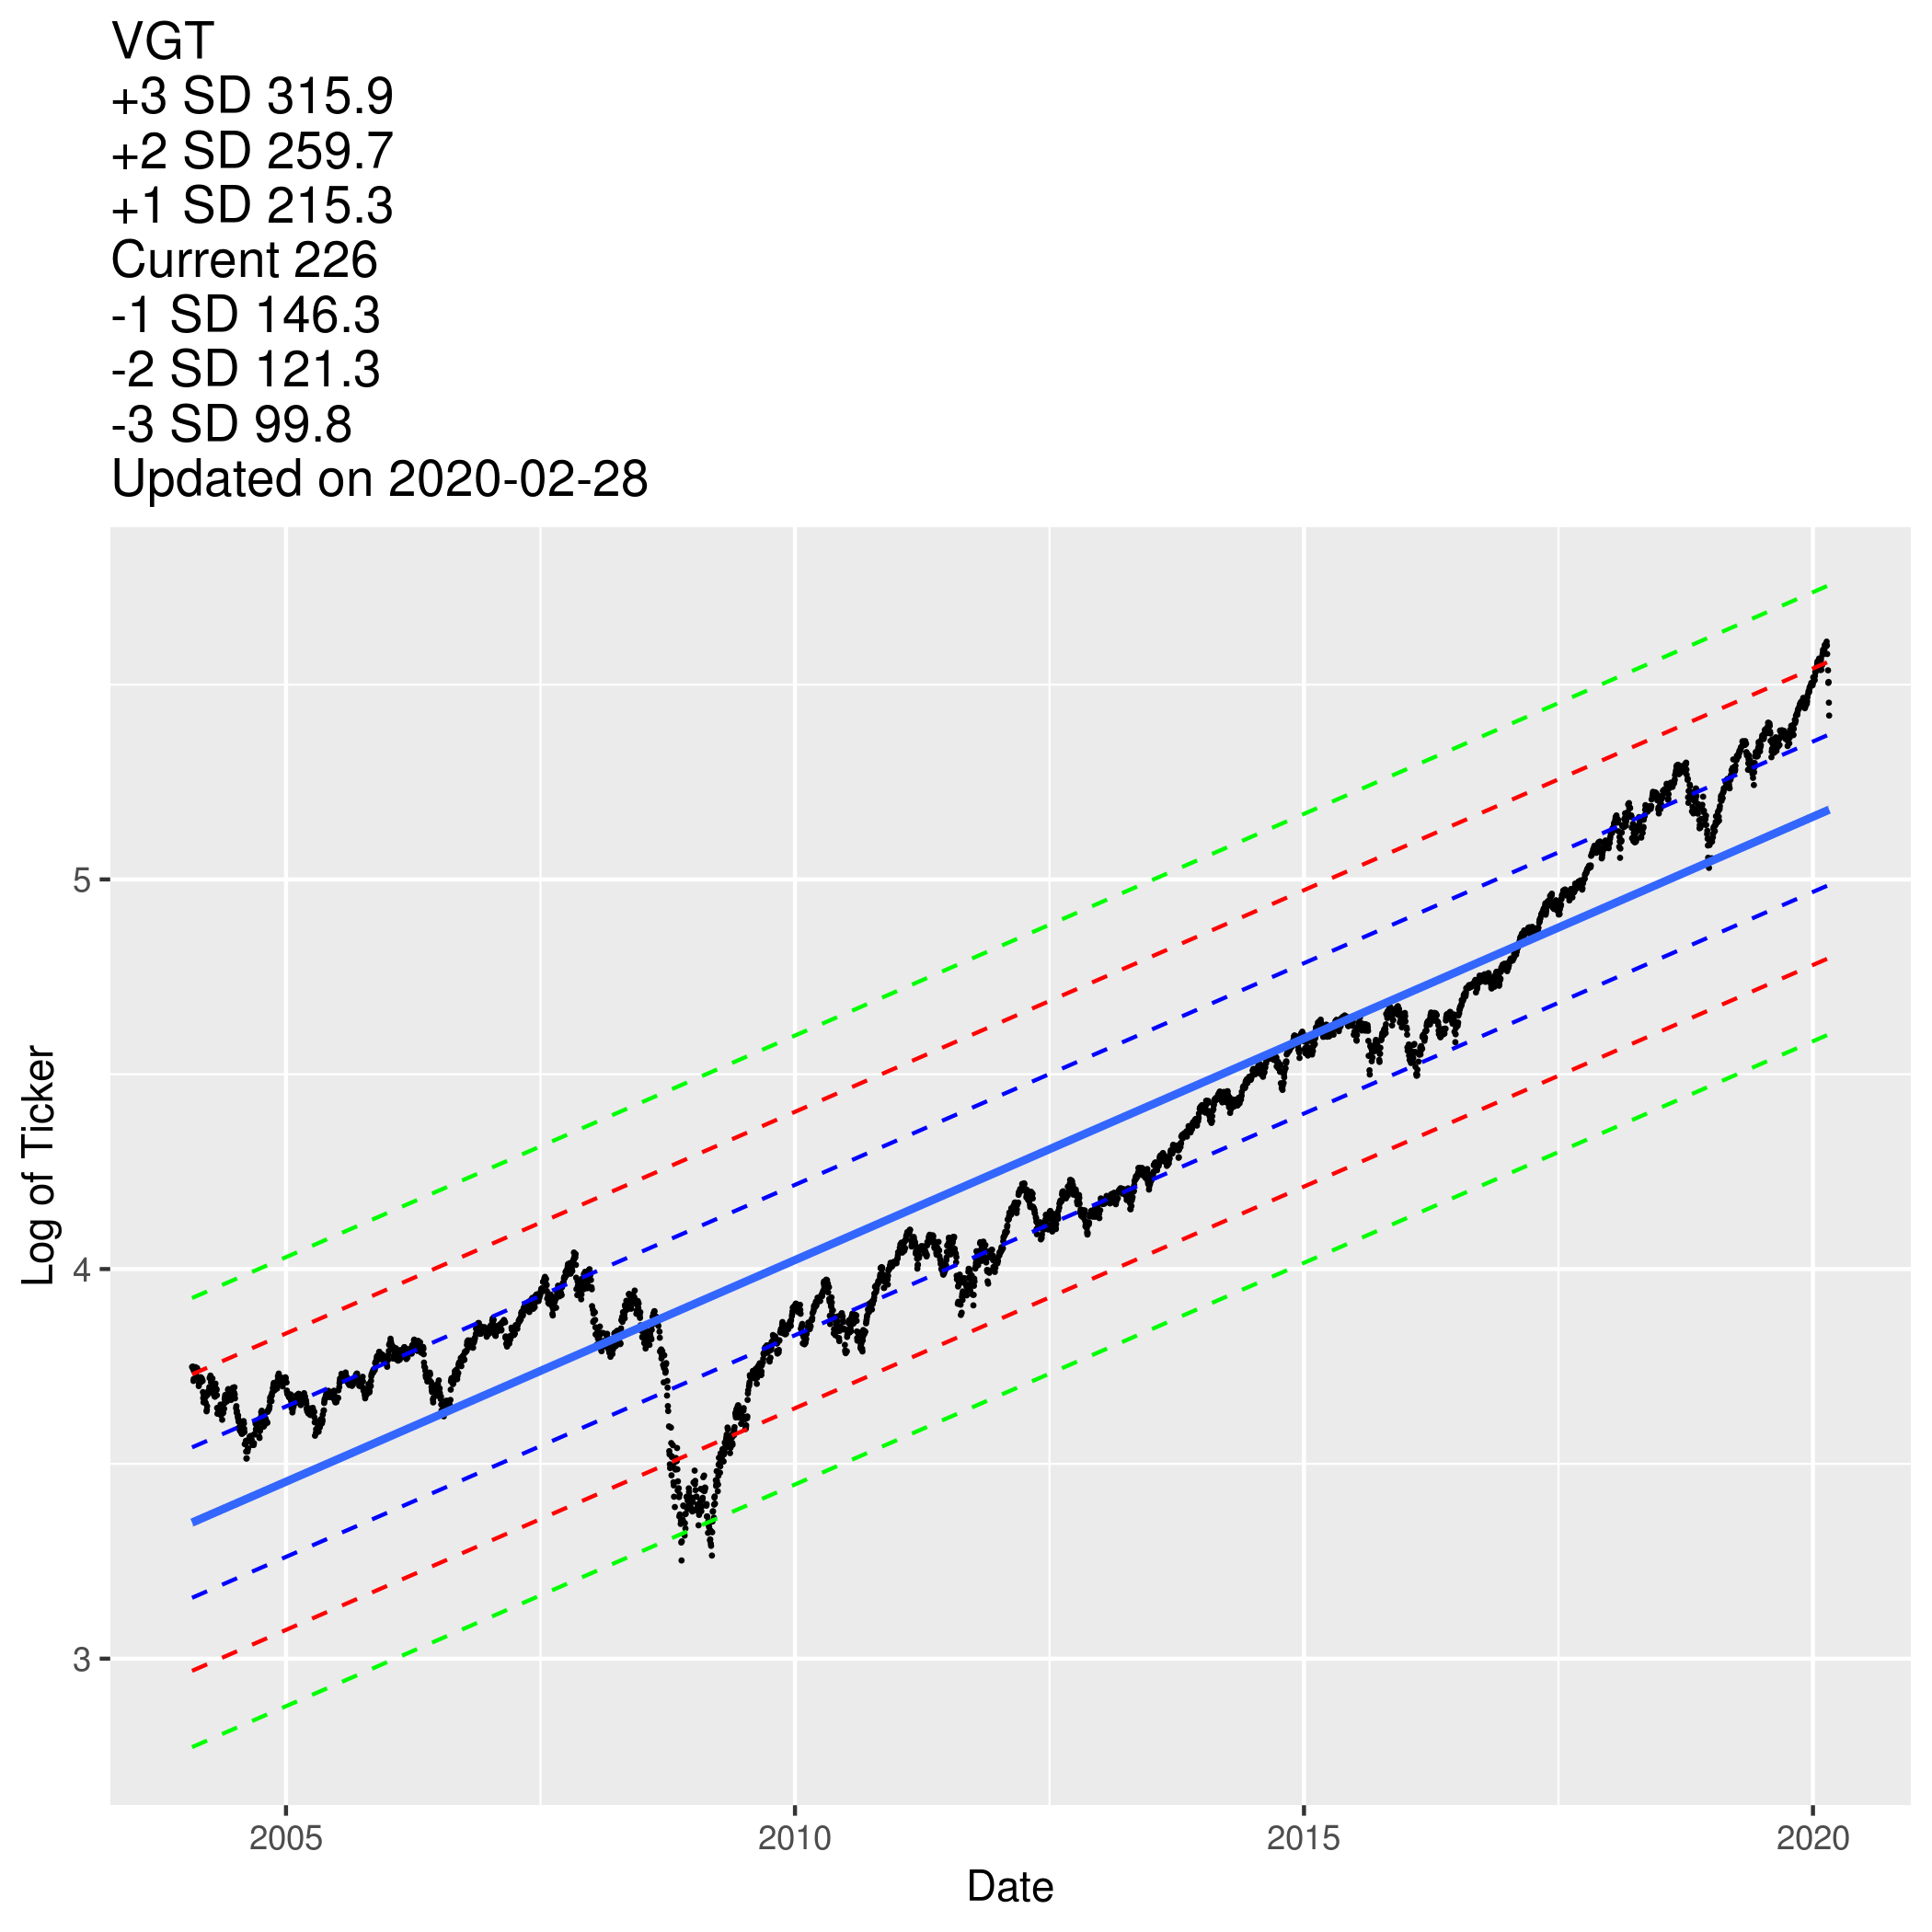 VGT
+3 SD 315.9
+2 SD 259.7
+1 SD 215.3
Current 226
-1 SD 146.3
-2 SD 121.3
-3 SD 99.8
Updated on 2020-02-28
Log of Ticker
5
4
3
2005 2010 2015 2020
Date